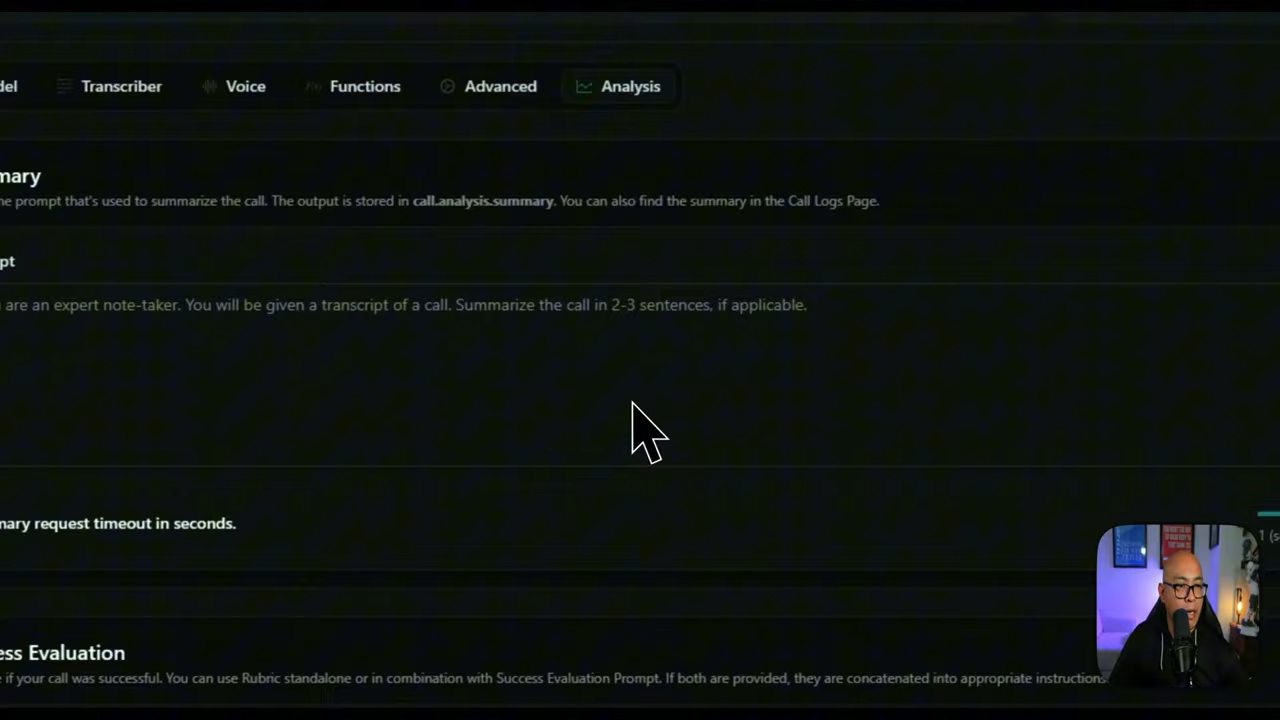 del Transcriber Voice Functions Advanced Analysis
mary
he prompt that's used to summarize the call. The output is stored in call.analysis.summary. You can also find the summary in the Call Logs Page.
pt
are an expert note-taker. You will be given a transcript of a call. Summarize the call in 2-3 sentences, if applicable.
mary request timeout in seconds.
1 (s
ess Evaluation
e if your call was successful. You can use Rubric standalone or in combination with Success Evaluation Prompt. If both are provided, they are concatenated into appropriate instructions.